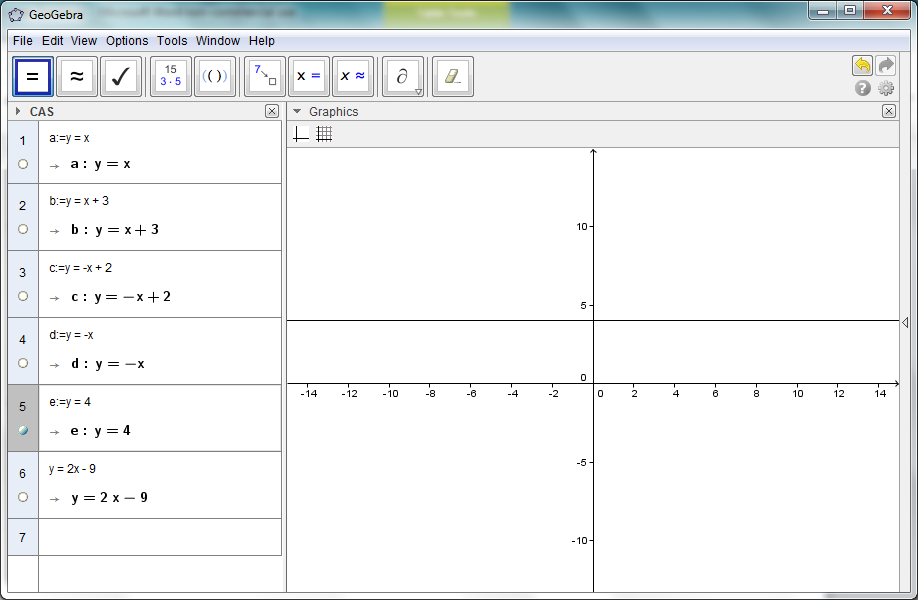 GeoGebra
File Edit View Options Tools Window Help
= ≈ ✓ 15 3·5 (()) 7 x = x ≈ ∂
CAS
Graphics
1 a:=y = x
→ a : y = x
2 b:=y = x + 3
→ b : y = x + 3
3 c:=y = -x + 2
→ c : y = −x + 2
4 d:=y = -x
→ d : y = −x
5 e:=y = 4
→ e : y = 4
6 y = 2x - 9
→ y = 2 x − 9
7
10
5
0
-14 -12 -10 -8 -6 -4 -2 0 2 4 6 8 10 12 14
-5
-10